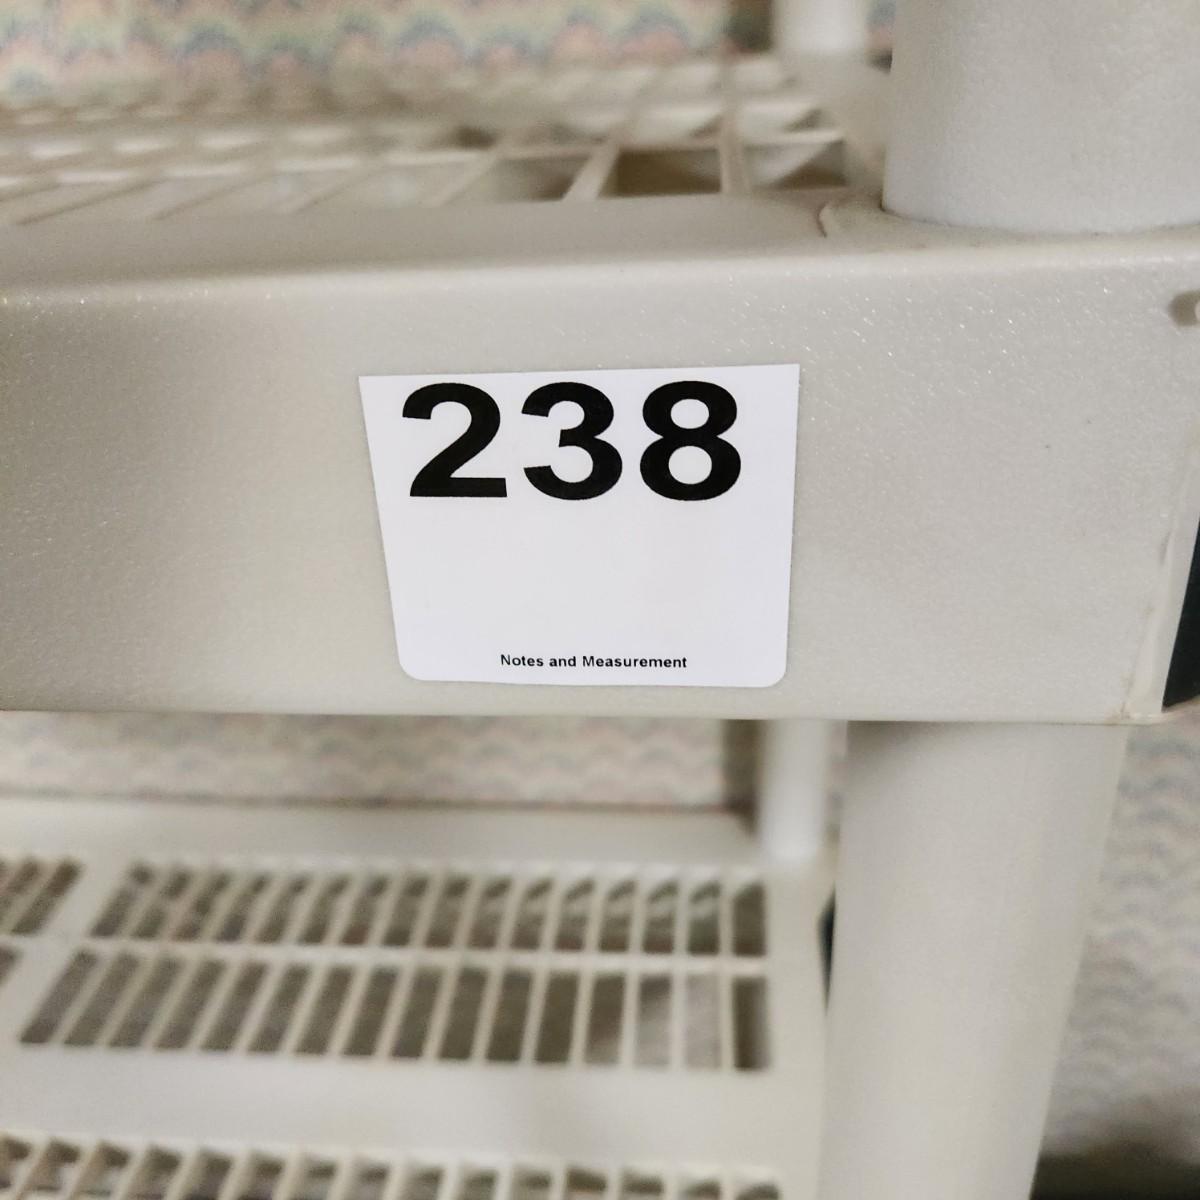 238
Notes and Measurement